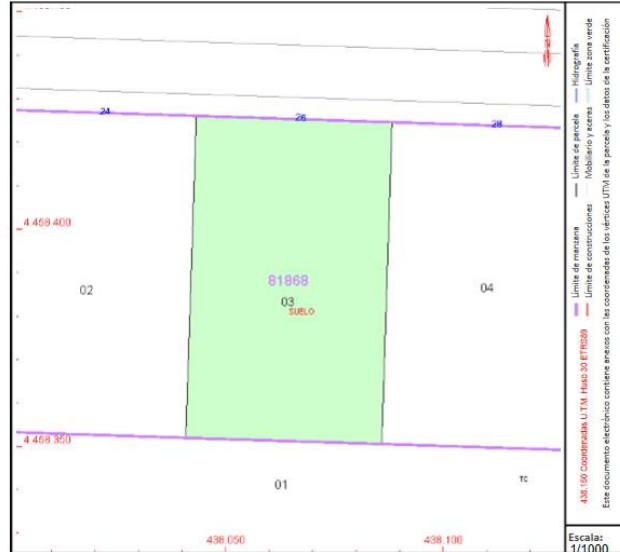 24
26
28
4 458 400
81868
02
03
04
SUELO
4 458 350
01
TC
438.050
438.100
438.150 Coordenadas U.T.M. Huso 30 ETRS89
Límite de manzana
Límite de parcela
Hidrografía
Límite de construcciones
Mobiliario y aceras
Límite zona verde
Este documento electrónico contiene anexos con las coordenadas de los vértices UTM de la parcela y los datos de la certificación
Escala:
1/1000